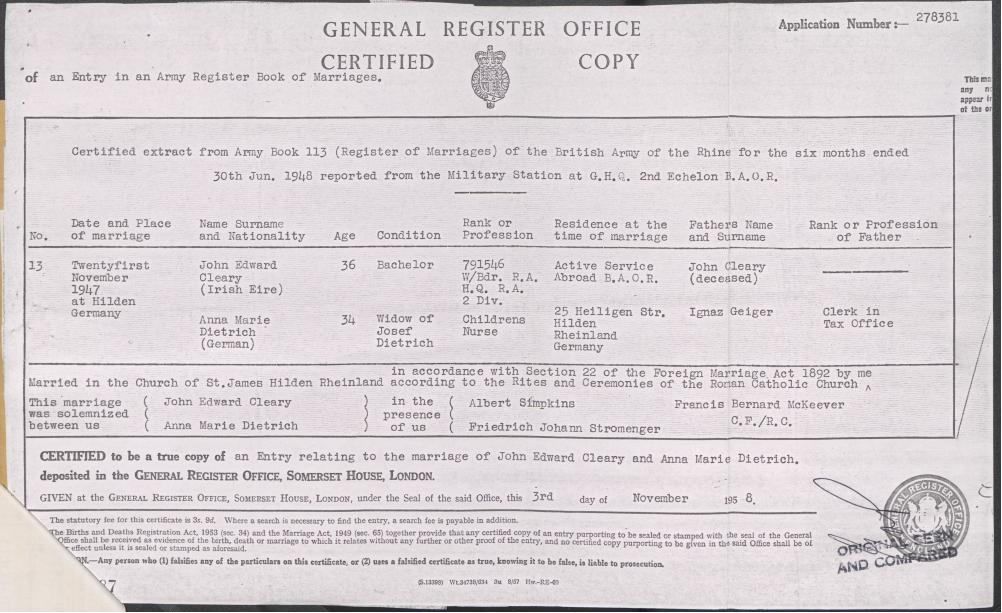 GENERAL REGISTER OFFICE
Application Number:— 278381
CERTIFIED COPY
of an Entry in an Army Register Book of Marriages.
This
any
appear
of the
Certified extract from Army Book 113 (Register of Marriages) of the British Army of the Rhine for the six months ended
30th Jun. 1948 reported from the Military Station at G.H.Q. 2nd Echelon B.A.O.R.
No. Date and Place of marriage Name Surname and Nationality Age Condition Rank or Profession Residence at the time of marriage Fathers Name and Surname Rank or Profession of Father
13 Twentyfirst November 1947 at Hilden Germany
John Edward Cleary (Irish Eire) 36 Bachelor 791546 W/Bdr. R.A. H.Q. R.A. 2 Div. Active Service Abroad B.A.O.R. John Cleary (deceased)
Anna Marie Dietrich (German) 34 Widow of Josef Dietrich Childrens Nurse 25 Heiligen Str. Hilden Rheinland Germany Ignaz Geiger Clerk in Tax Office
in accordance with Section 22 of the Foreign Marriage Act 1892 by me
Married in the Church of St.James Hilden Rheinland according to the Rites and Ceremonies of the Roman Catholic Church ^
This marriage ( John Edward Cleary ) in the ( Albert Simpkins Francis Bernard McKeever
was solemnized ( ) presence ( C.F./R.C.
between us ( Anna Marie Dietrich ) of us ( Friedrich Johann Stromenger
CERTIFIED to be a true copy of an Entry relating to the marriage of John Edward Cleary and Anna Marie Dietrich.
deposited in the GENERAL REGISTER OFFICE, SOMERSET HOUSE, LONDON.
GIVEN at the GENERAL REGISTER OFFICE, SOMERSET HOUSE, LONDON, under the Seal of the said Office, this 3rd day of November 195 8.
The statutory fee for this certificate is 3s. 9d. Where a search is necessary to find the entry, a search fee is payable in addition.
The Births and Deaths Registration Act, 1953 (sec. 34) and the Marriage Act, 1949 (sec. 65) together provide that any certified copy of an entry purporting to be sealed or stamped with the seal of the General
Office shall be received as evidence of the birth, death or marriage to which it relates without any further or other proof of the entry, and no certified copy purporting to be given in the said Office shall be of
effect unless it is sealed or stamped as aforesaid.
—Any person who (1) falsifies any of the particulars on this certificate, or (2) uses a falsified certificate as true, knowing it to be false, is liable to prosecution.
GENERAL REGISTER OFFICE
ORIGINAL SEEN
AND COMPARED